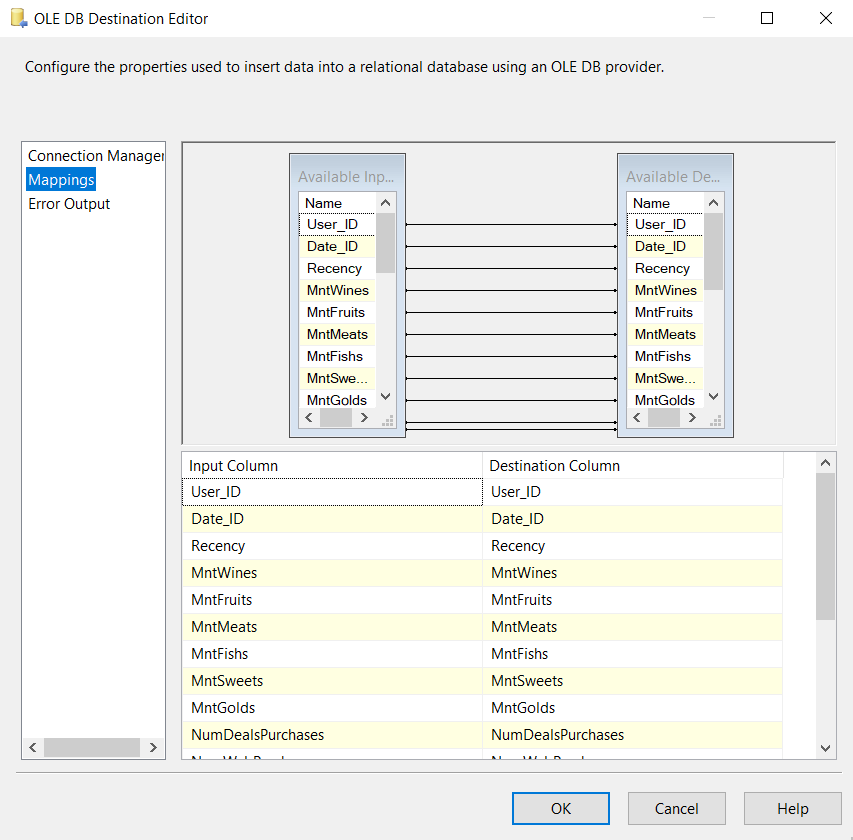 OLE DB Destination Editor
Configure the properties used to insert data into a relational database using an OLE DB provider.
Connection Manager
Mappings
Error Output
Available Inp...
Name
User_ID
Date_ID
Recency
MntWines
MntFruits
MntMeats
MntFishs
MntSwe...
MntGolds
Available De...
Name
User_ID
Date_ID
Recency
MntWines
MntFruits
MntMeats
MntFishs
MntSwe...
MntGolds
Input Column Destination Column
User_ID User_ID
Date_ID Date_ID
Recency Recency
MntWines MntWines
MntFruits MntFruits
MntMeats MntMeats
MntFishs MntFishs
MntSweets MntSweets
MntGolds MntGolds
NumDealsPurchases NumDealsPurchases
OK Cancel Help